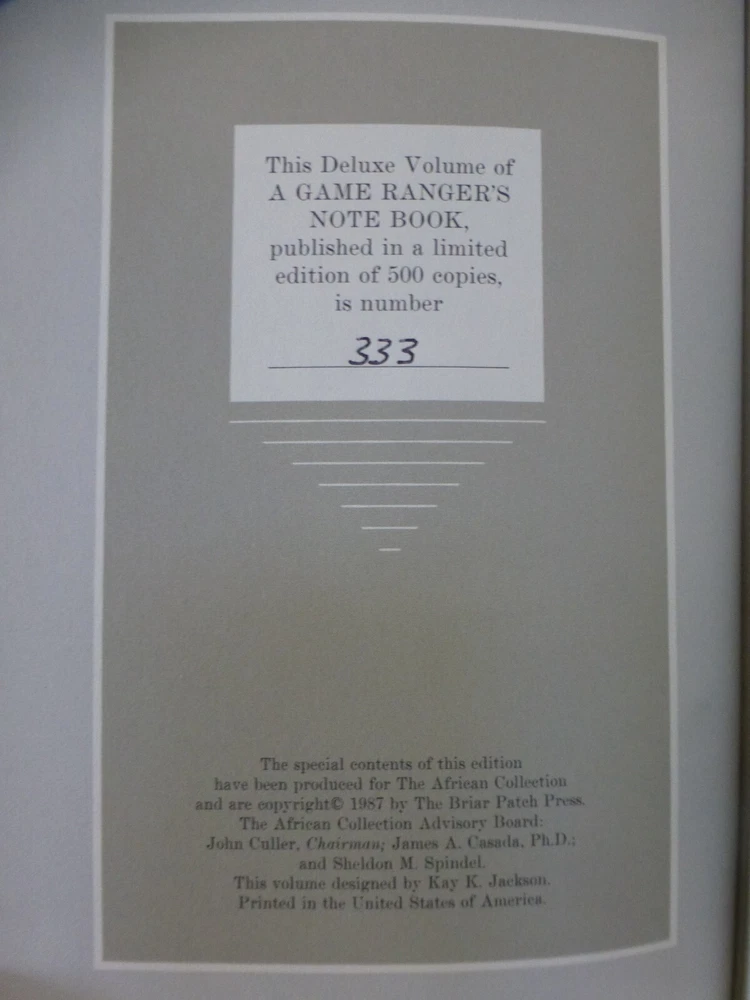 This Deluxe Volume of
A GAME RANGER'S
NOTE BOOK,
published in a limited
edition of 500 copies,
is number
333
The special contents of this edition
have been produced for The African Collection
and are copyright© 1987 by The Briar Patch Press.
The African Collection Advisory Board:
John Culler, Chairman; James A. Casada, Ph.D.;
and Sheldon M. Spindel.
This volume designed by Kay K. Jackson.
Printed in the United States of America.